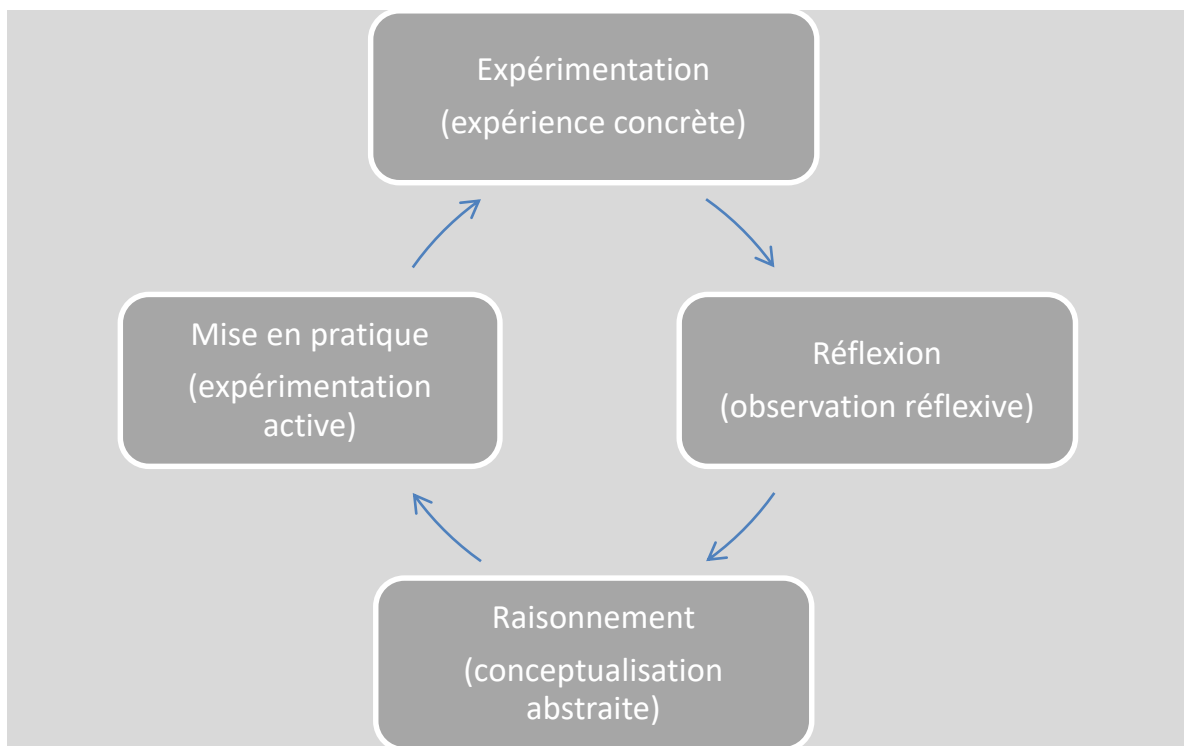 Expérimentation
(expérience concrète)
Réflexion
(observation réflexive)
Raisonnement
(conceptualisation
abstraite)
Mise en pratique
(expérimentation
active)